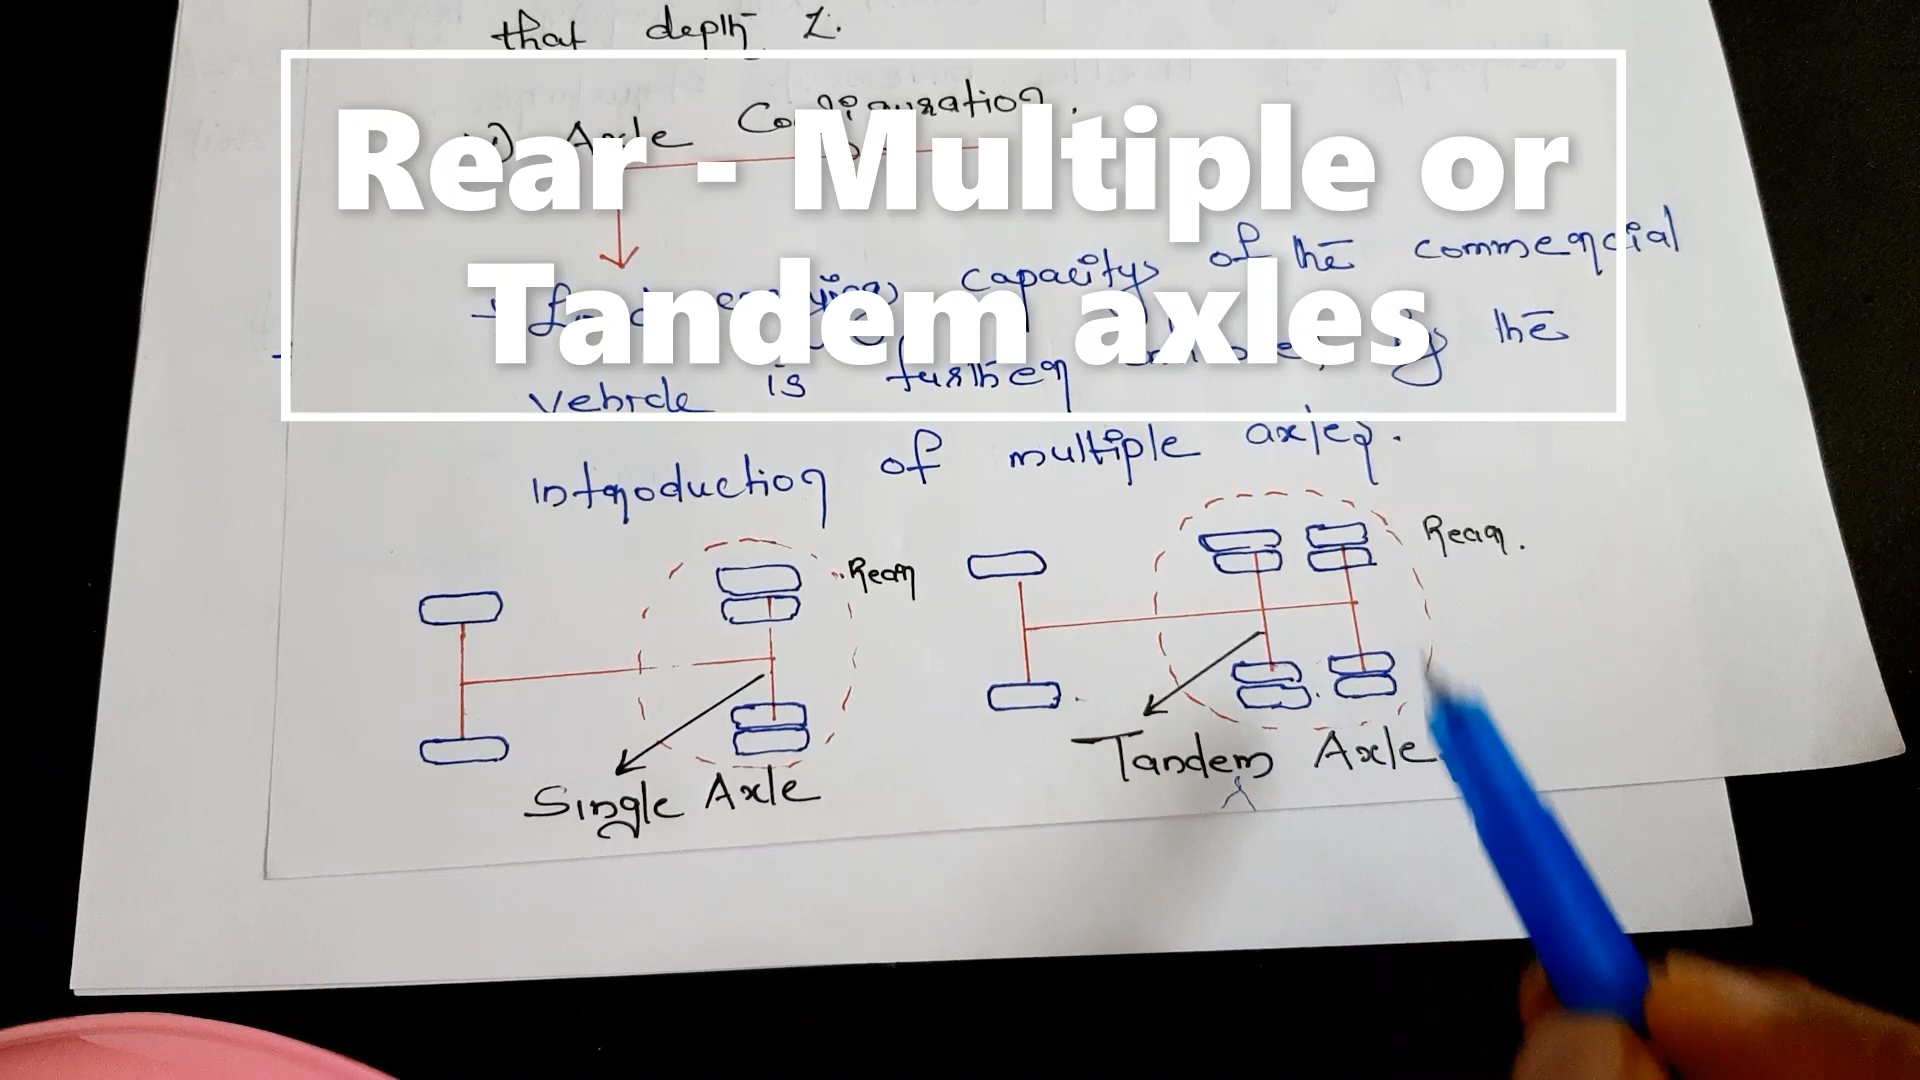 that depth Z.
Axle Configuration.
Rear - Multiple or
Tandem axles
capacity of the commercial
vehicle is further by the
introduction of multiple axles.
Rear
Rear.
Single Axle
Tandem Axle